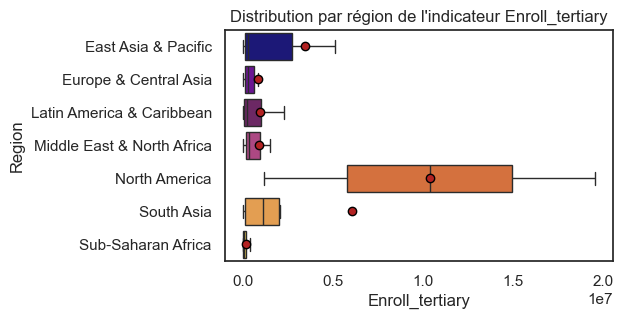 Distribution par région de l'indicateur Enroll_tertiary
East Asia & Pacific
Europe & Central Asia
Latin America & Caribbean
Middle East & North Africa
North America
South Asia
Sub-Saharan Africa
Region
0.0 0.5 1.0 1.5 2.0
1e7
Enroll_tertiary